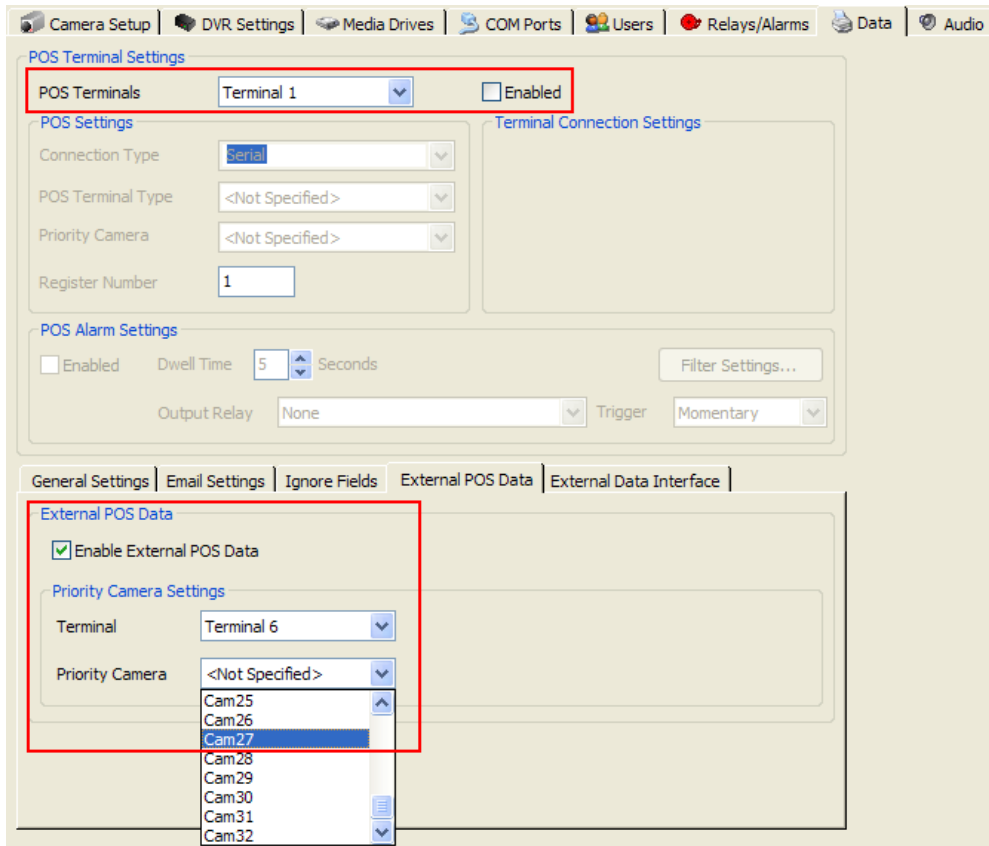 Camera Setup DVR Settings Media Drives COM Ports Users Relays/Alarms Data Audio
POS Terminal Settings
POS Terminals Terminal 1 Enabled
POS Settings Terminal Connection Settings
Connection Type Serial
POS Terminal Type <Not Specified>
Priority Camera <Not Specified>
Register Number 1
POS Alarm Settings
Enabled Dwell Time 5 Seconds Filter Settings...
Output Relay None Trigger Momentary
General Settings Email Settings Ignore Fields External POS Data External Data Interface
External POS Data
Enable External POS Data
Priority Camera Settings
Terminal Terminal 6
Priority Camera <Not Specified>
Cam25
Cam26
Cam27
Cam28
Cam29
Cam30
Cam31
Cam32